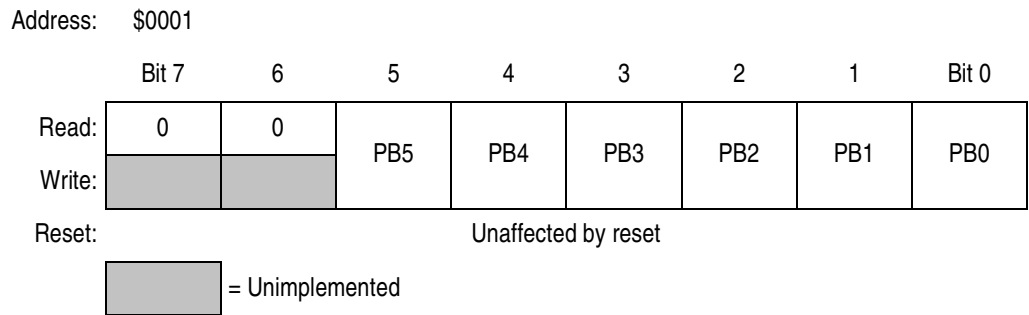 Address: $0001
Bit 7 6 5 4 3 2 1 Bit 0
Read: 0 0
PB5 PB4 PB3 PB2 PB1 PB0
Write:
Reset: Unaffected by reset
= Unimplemented